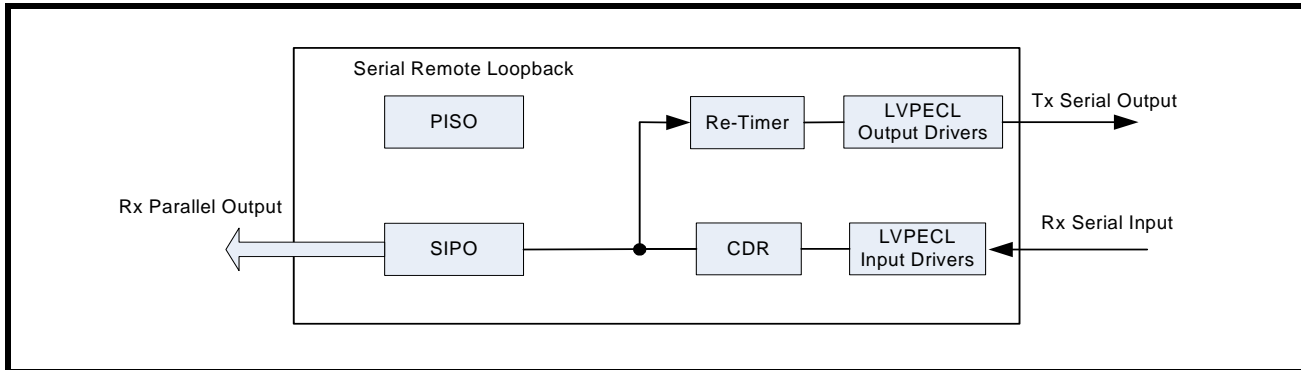 Serial Remote Loopback
PISO
Re-Timer
LVPECL
Output Drivers
Tx Serial Output
Rx Parallel Output
SIPO
CDR
LVPECL
Input Drivers
Rx Serial Input